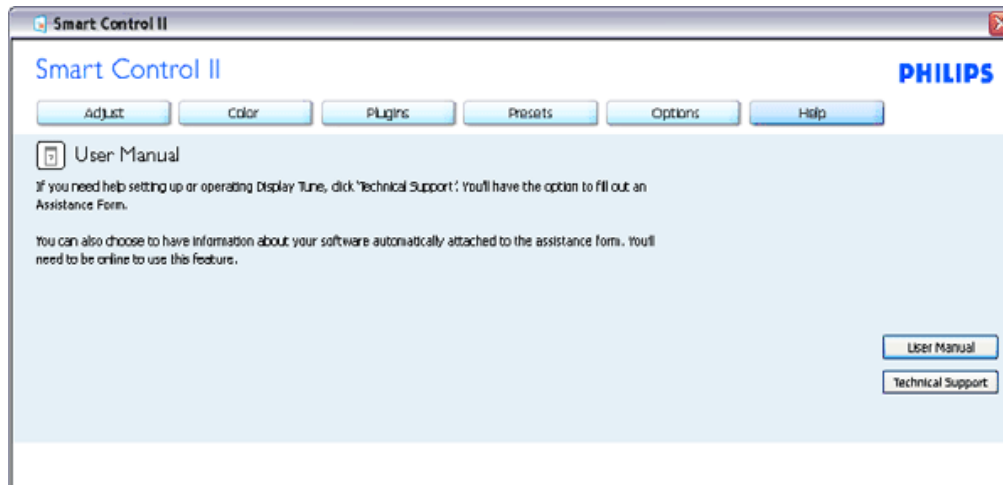 Smart Control II
Smart Control II
PHILIPS
Adjust Color Plugins Presets Options Help
User Manual
If you need help setting up or operating Display Tune, click 'Technical Support'. You'll have the option to fill out an
Assistance Form.
You can also choose to have information about your software automatically attached to the assistance form. You'll
need to be online to use this feature.
User Manual
Technical Support